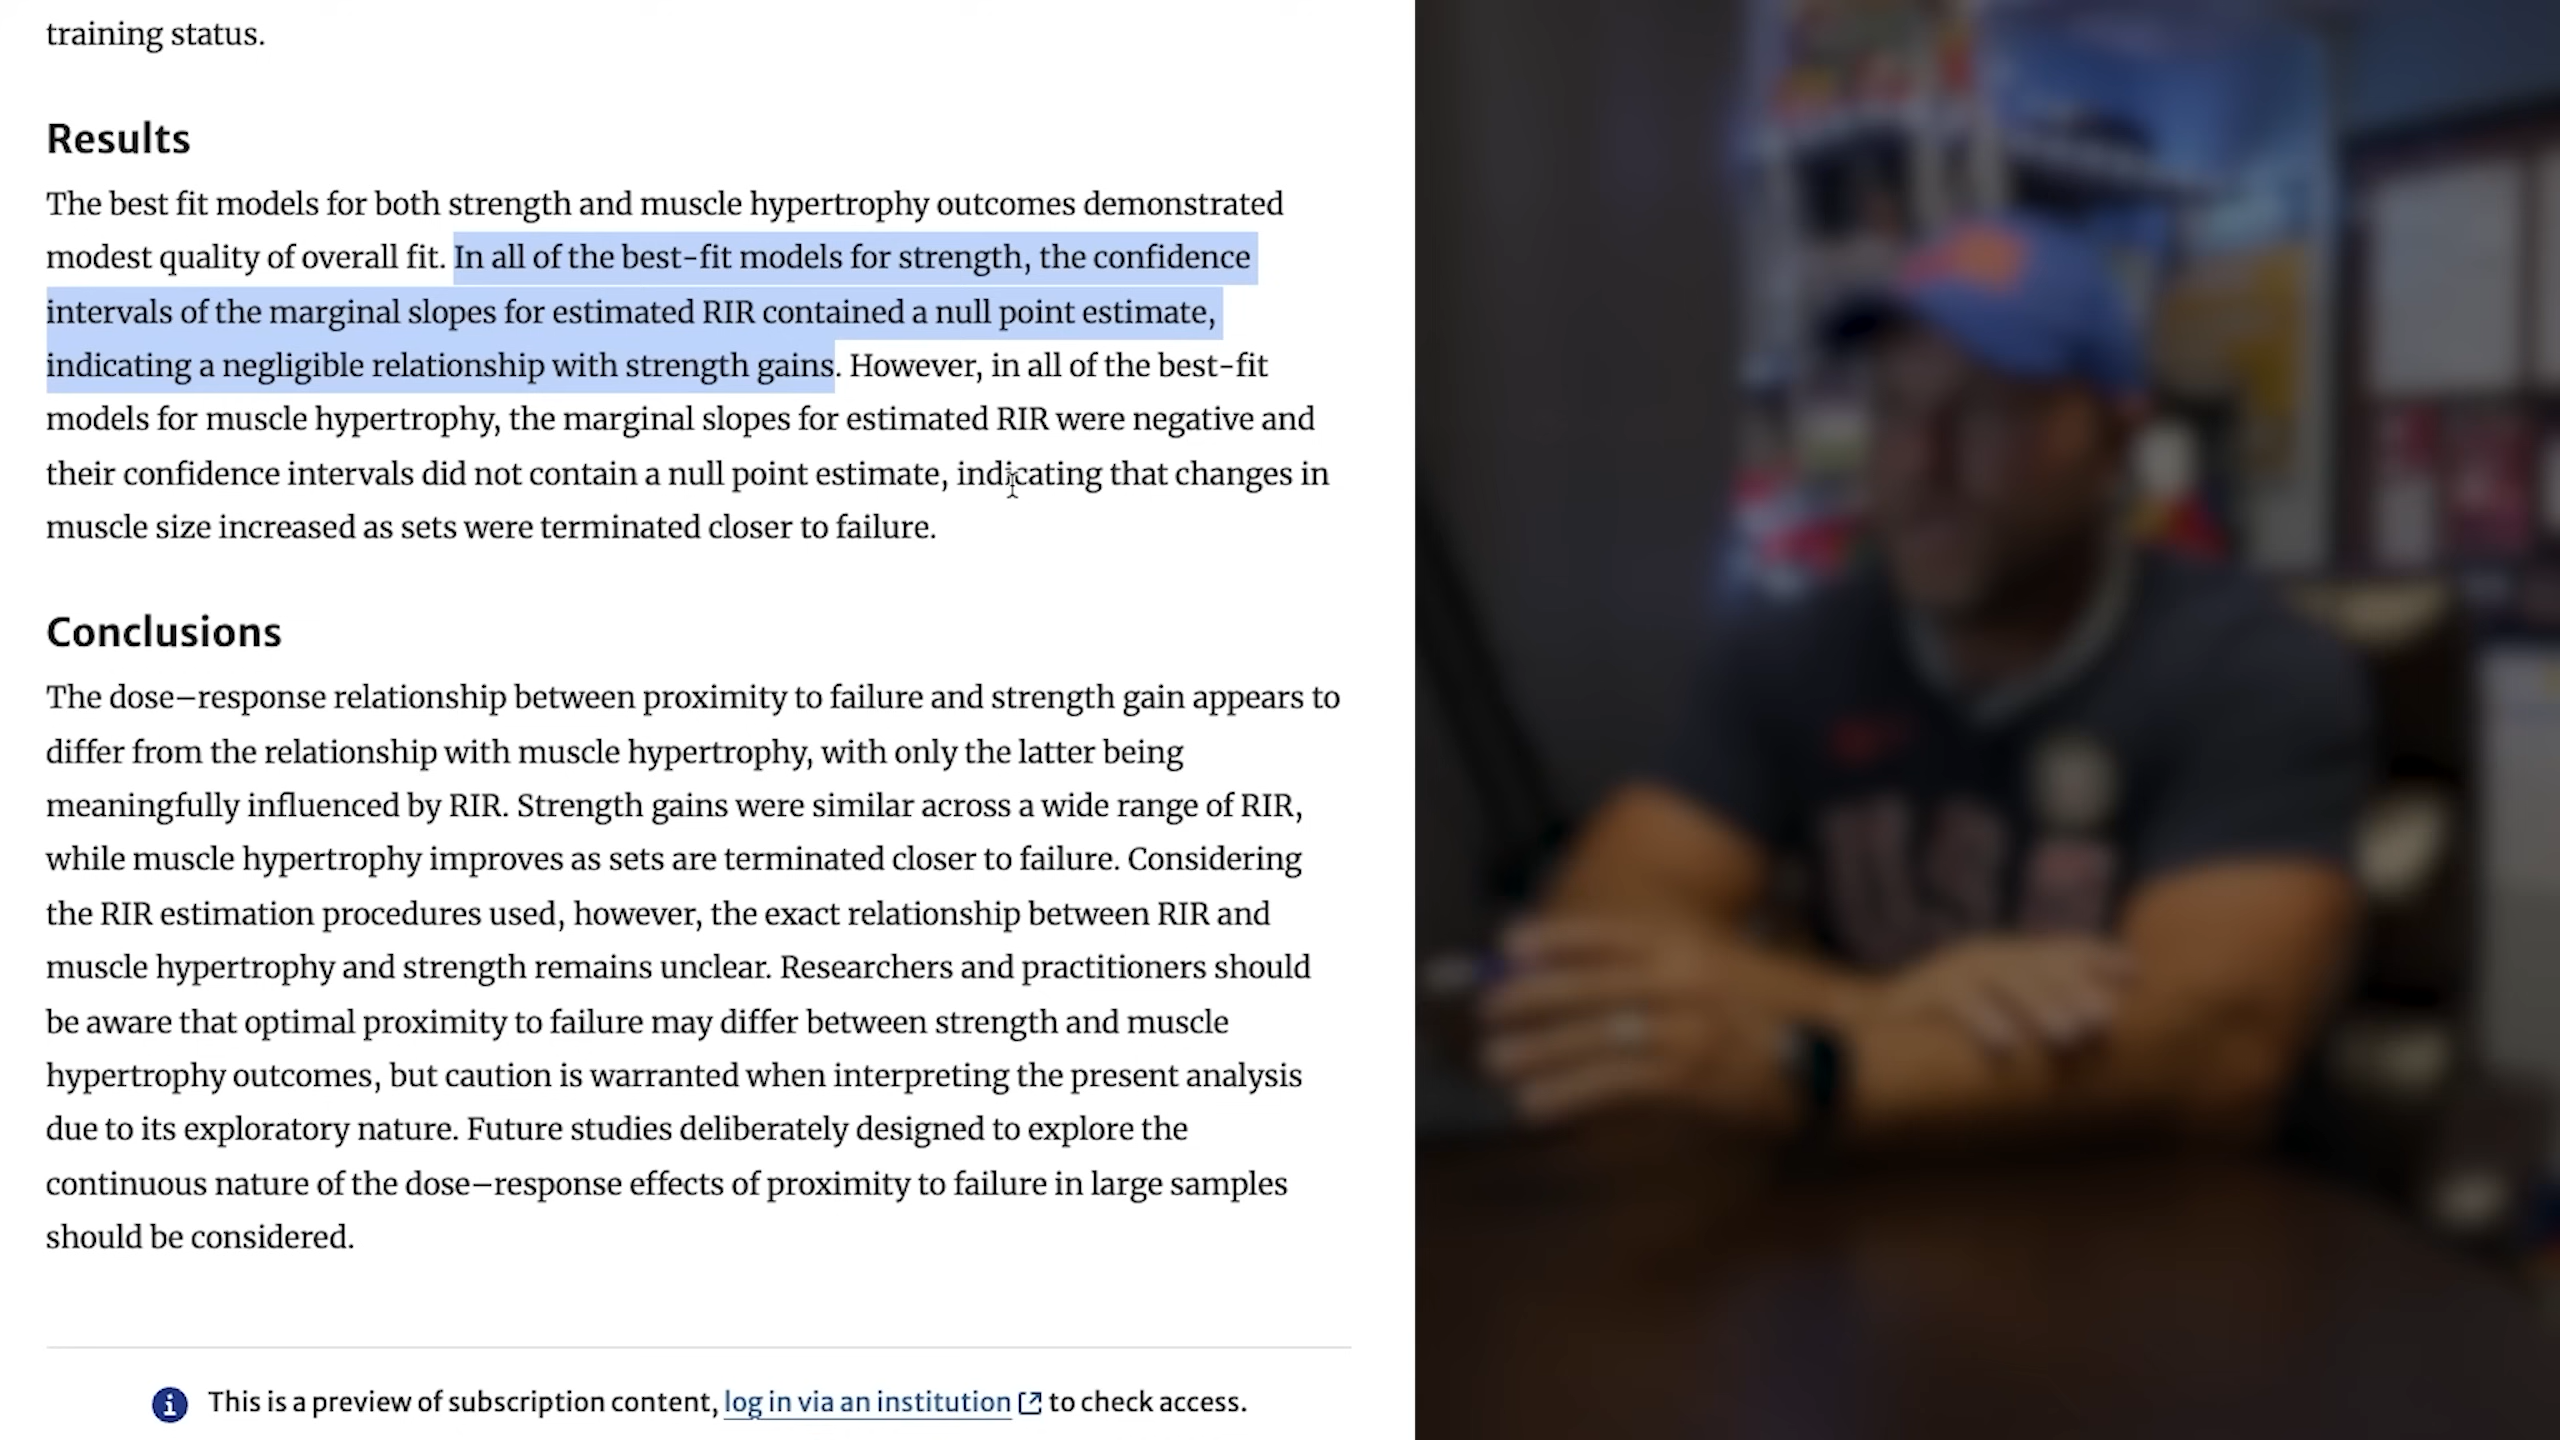 training status.
Results
The best fit models for both strength and muscle hypertrophy outcomes demonstrated
modest quality of overall fit. In all of the best-fit models for strength, the confidence
intervals of the marginal slopes for estimated RIR contained a null point estimate,
indicating a negligible relationship with strength gains. However, in all of the best-fit
models for muscle hypertrophy, the marginal slopes for estimated RIR were negative and
their confidence intervals did not contain a null point estimate, indicating that changes in
muscle size increased as sets were terminated closer to failure.
Conclusions
The dose–response relationship between proximity to failure and strength gain appears to
differ from the relationship with muscle hypertrophy, with only the latter being
meaningfully influenced by RIR. Strength gains were similar across a wide range of RIR,
while muscle hypertrophy improves as sets are terminated closer to failure. Considering
the RIR estimation procedures used, however, the exact relationship between RIR and
muscle hypertrophy and strength remains unclear. Researchers and practitioners should
be aware that optimal proximity to failure may differ between strength and muscle
hypertrophy outcomes, but caution is warranted when interpreting the present analysis
due to its exploratory nature. Future studies deliberately designed to explore the
continuous nature of the dose–response effects of proximity to failure in large samples
should be considered.
This is a preview of subscription content, log in via an institution to check access.